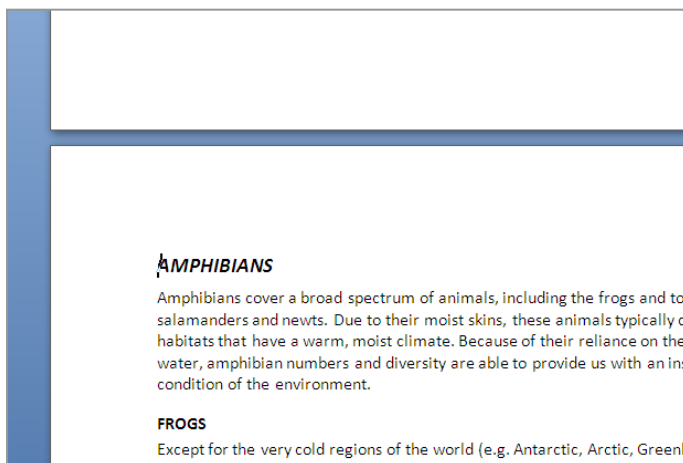 AMPHIBIANS
Amphibians cover a broad spectrum of animals, including the frogs and to
salamanders and newts. Due to their moist skins, these animals typically
habitats that have a warm, moist climate. Because of their reliance on the
water, amphibian numbers and diversity are able to provide us with an ins
condition of the environment.
FROGS
Except for the very cold regions of the world (e.g. Antarctic, Arctic, Greenl